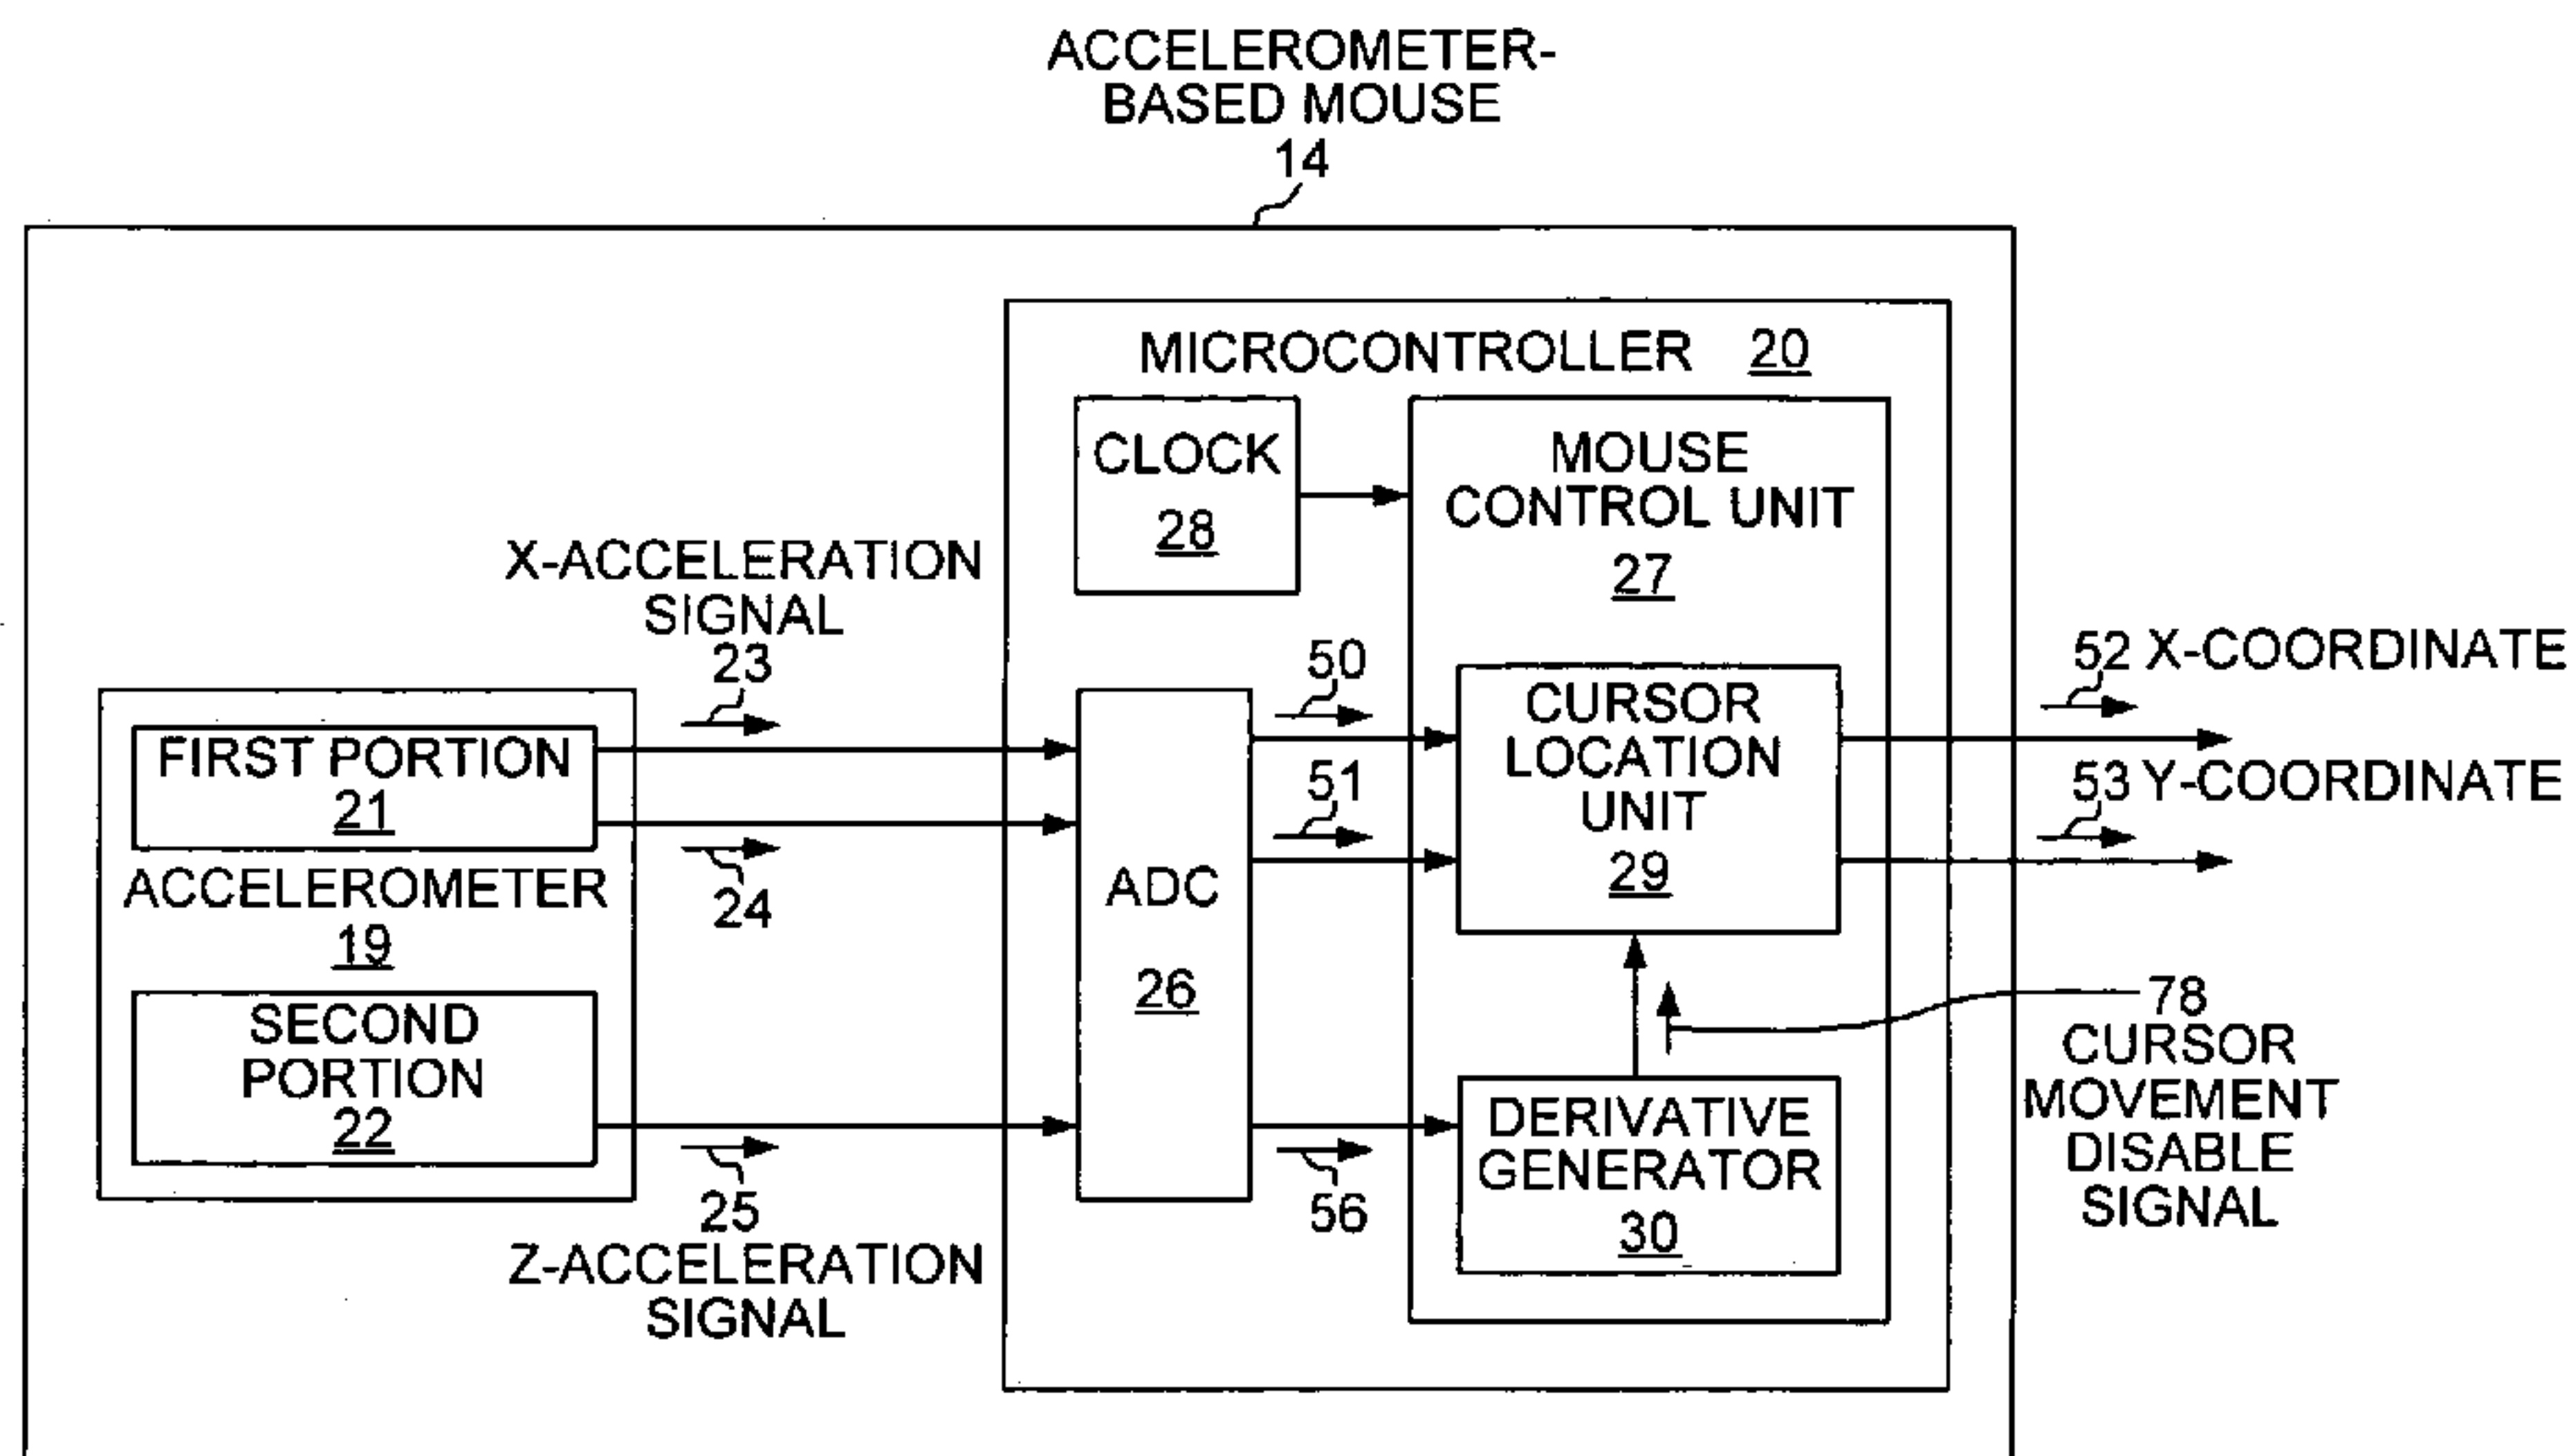 ACCELEROMETER-
BASED MOUSE
14
MICROCONTROLLER 20
CLOCK
28
MOUSE
CONTROL UNIT
27
X-ACCELERATION
SIGNAL
23
FIRST PORTION
21
24
ACCELEROMETER
19
SECOND
PORTION
22
25
Z-ACCELERATION
SIGNAL
ADC
26
50
51
56
CURSOR
LOCATION
UNIT
29
DERIVATIVE
GENERATOR
30
52 X-COORDINATE
53 Y-COORDINATE
78
CURSOR
MOVEMENT
DISABLE
SIGNAL